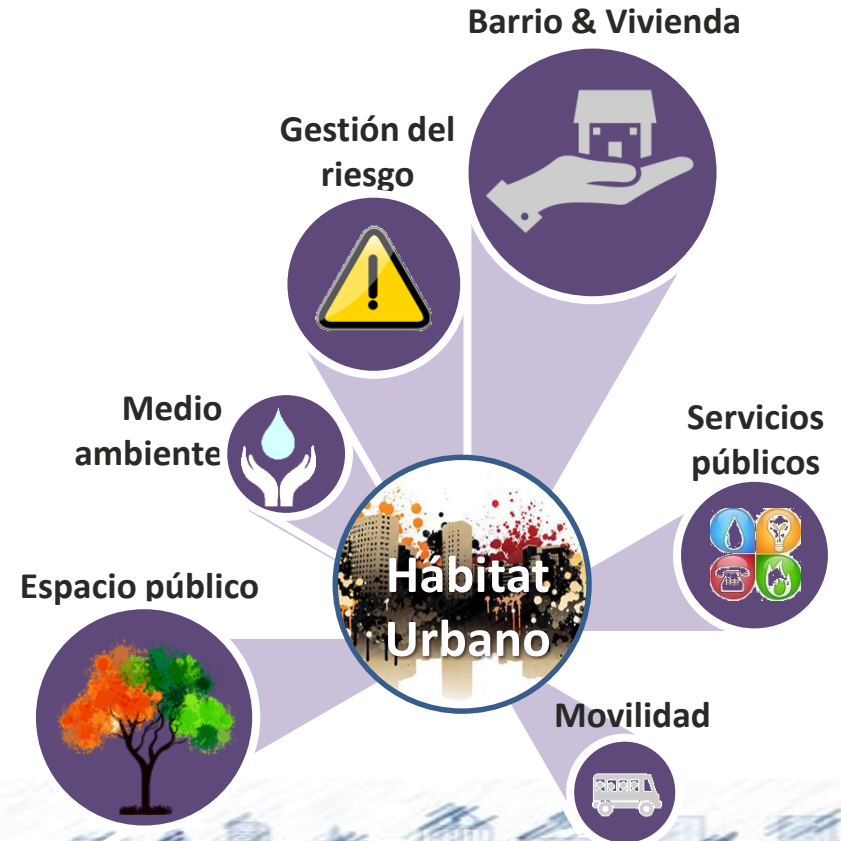 Barrio & Vivienda
Gestión del
riesgo
Medio
ambiente
Servicios
públicos
Espacio público
Hábitat
Urbano
Movilidad